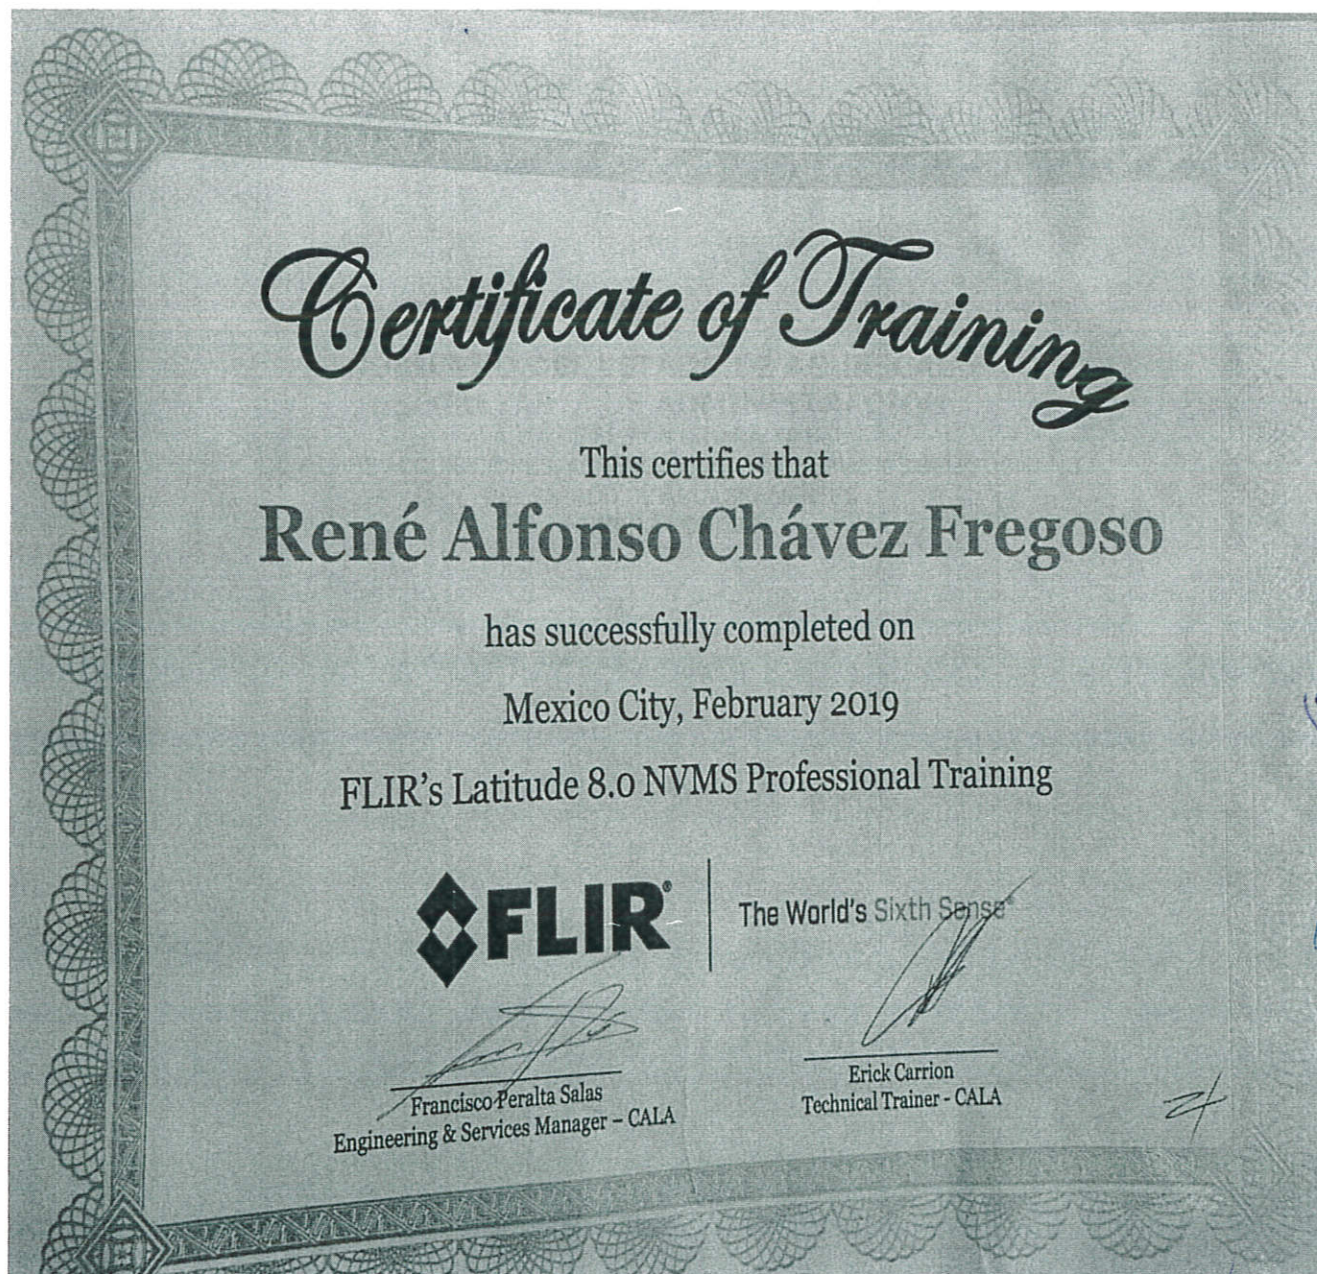 Certificate of Training
This certifies that
René Alfonso Chávez Fregoso
has successfully completed on
Mexico City, February 2019
FLIR's Latitude 8.0 NVMS Professional Training
FLIR®
The World's Sixth Sense®
Francisco Peralta Salas
Engineering & Services Manager – CALA
Erick Carrion
Technical Trainer - CALA